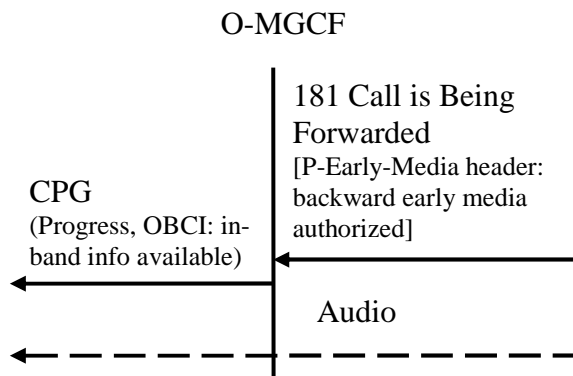 O-MGCF
181 Call is Being
Forwarded
[P-Early-Media header:
backward early media
authorized]
CPG
(Progress, OBCI: in-
band info available)
Audio